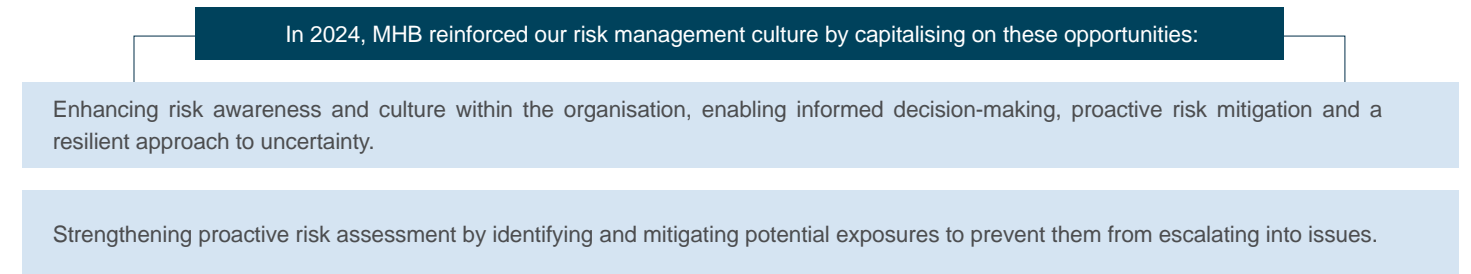 In 2024, MHB reinforced our risk management culture by capitalising on these opportunities:
Enhancing risk awareness and culture within the organisation, enabling informed decision-making, proactive risk mitigation and a
resilient approach to uncertainty.
Strengthening proactive risk assessment by identifying and mitigating potential exposures to prevent them from escalating into issues.